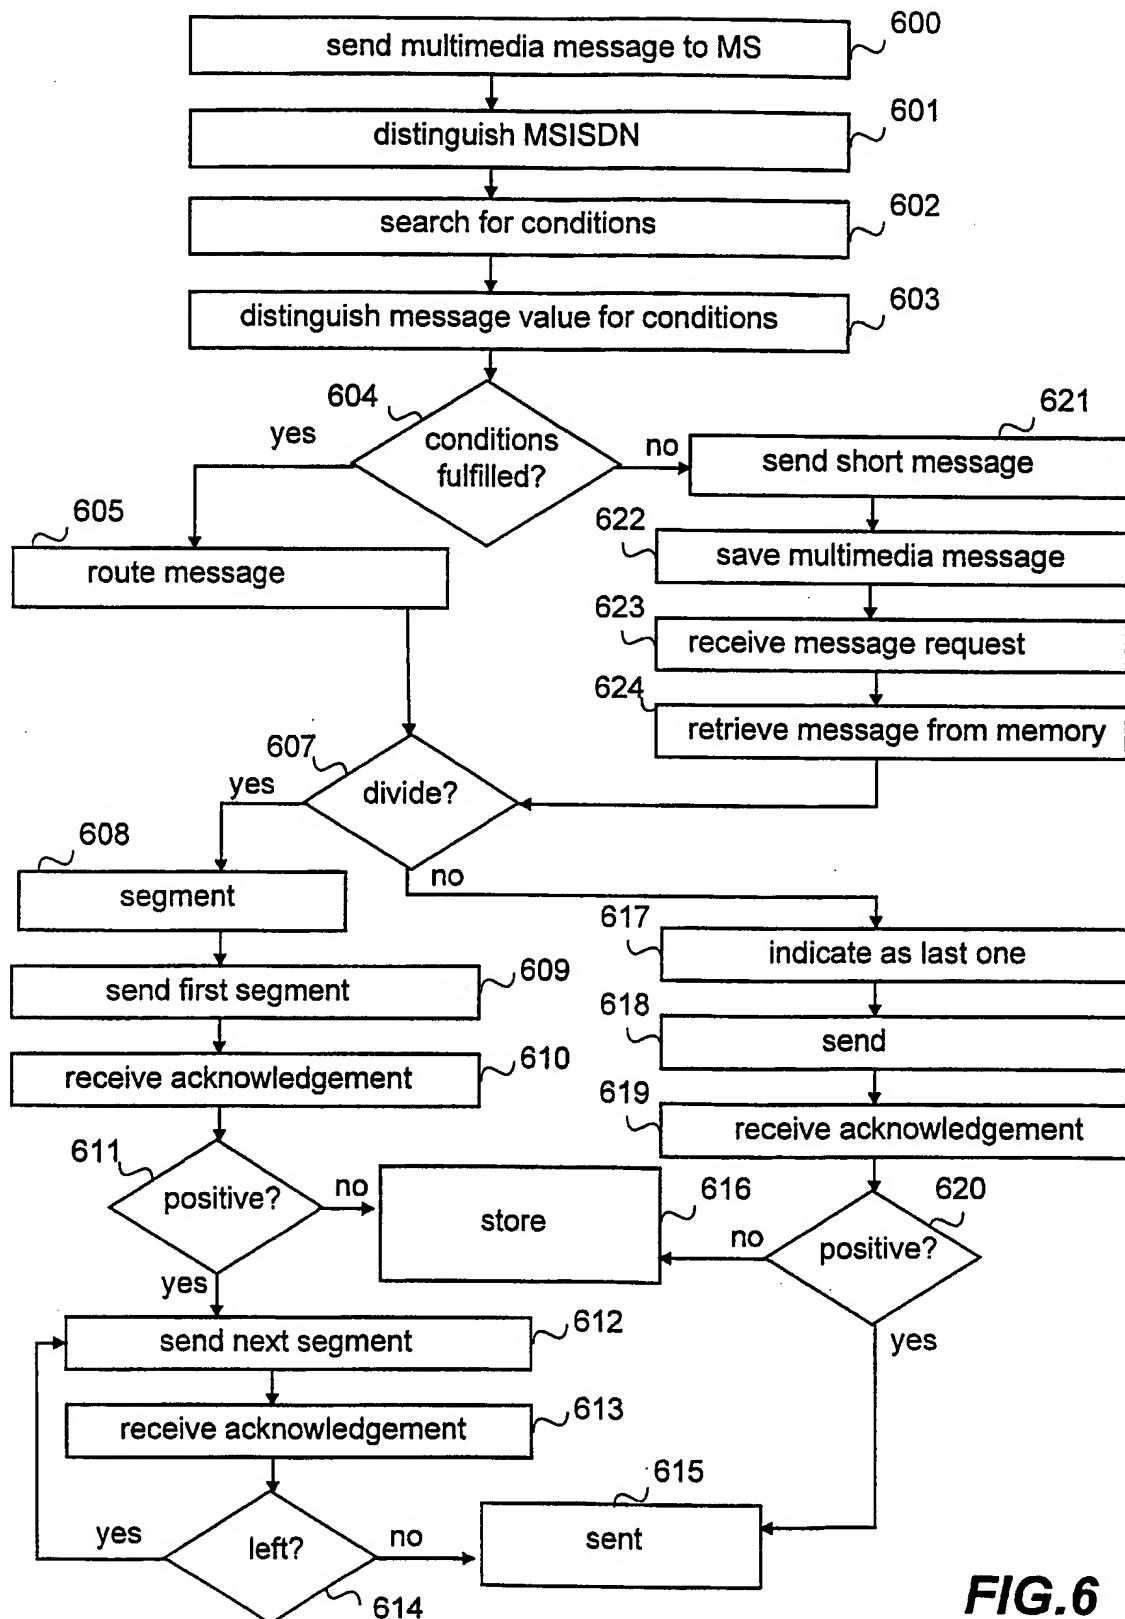 send multimedia message to MS
600
distinguish MSISDN
601
search for conditions
602
distinguish message value for conditions
603
604
conditions
fulfilled?
yes
no
621
send short message
605
route message
622
save multimedia message
623
receive message request
624
retrieve message from memory
607
divide?
yes
no
608
segment
617
indicate as last one
609
send first segment
618
send
610
receive acknowledgement
619
receive acknowledgement
611
positive?
no
store
616
620
positive?
no
yes
yes
send next segment
612
receive acknowledgement
613
615
sent
yes
left?
no
614
FIG.6